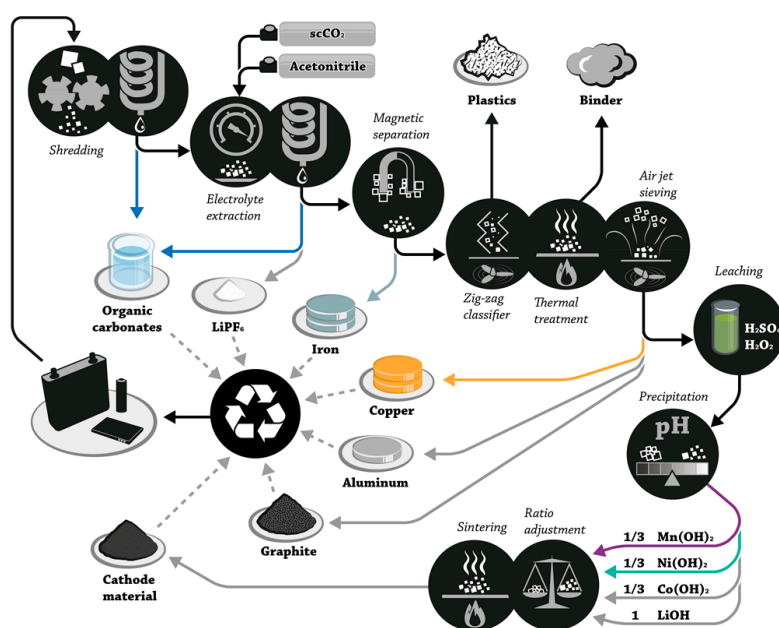 scCO₂
Acetonitrile
Plastics
Binder
Shredding
Magnetic
separation
Electrolyte
extraction
Air jet
sieving
Zig-zag
classifier
Thermal
treatment
Leaching
H₂SO₄
H₂O₂
Organic
carbonates
LiPF₆
Iron
Copper
Precipitation
pH
Aluminum
Graphite
Cathode
material
Sintering
Ratio
adjustment
1/3 Mn(OH)₂
1/3 Ni(OH)₂
1/3 Co(OH)₂
1 LiOH